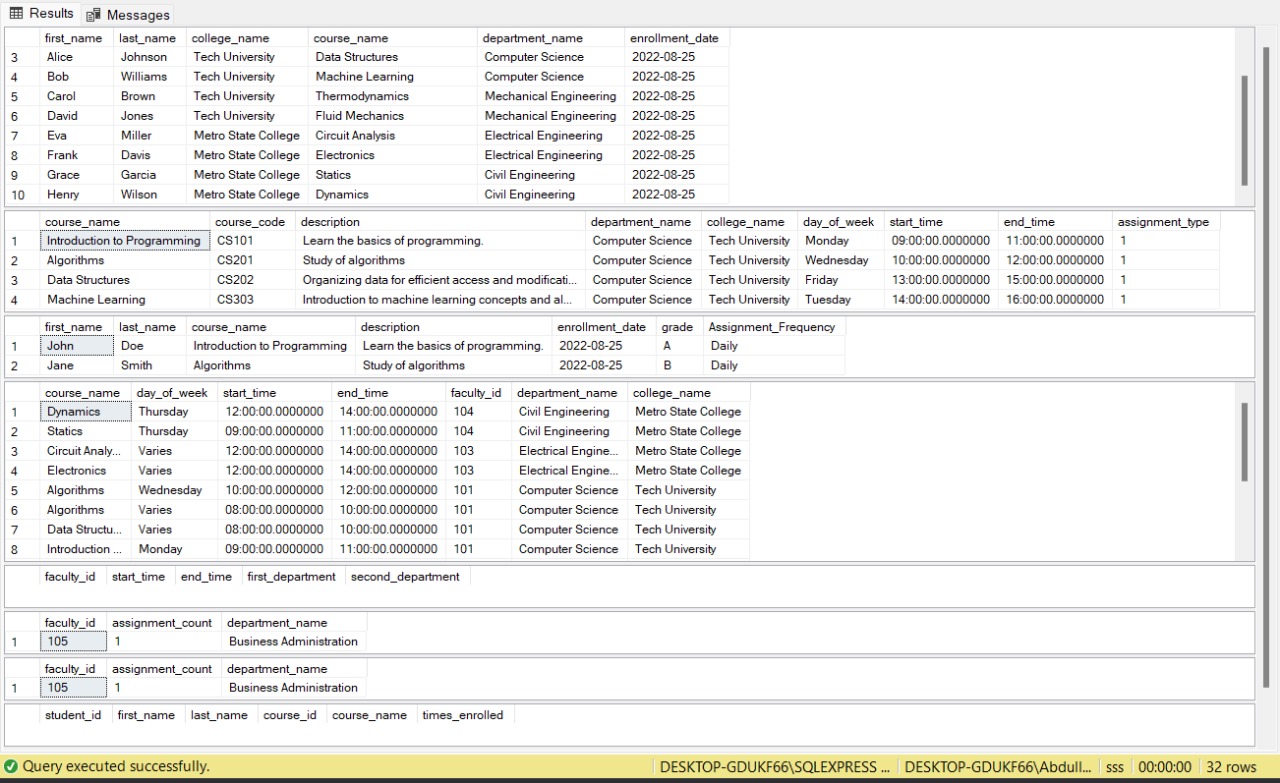 Results Messages
first_name last_name college_name course_name department_name enrollment_date
3 Alice Johnson Tech University Data Structures Computer Science 2022-08-25
4 Bob Williams Tech University Machine Learning Computer Science 2022-08-25
5 Carol Brown Tech University Thermodynamics Mechanical Engineering 2022-08-25
6 David Jones Tech University Fluid Mechanics Mechanical Engineering 2022-08-25
7 Eva Miller Metro State College Circuit Analysis Electrical Engineering 2022-08-25
8 Frank Davis Metro State College Electronics Electrical Engineering 2022-08-25
9 Grace Garcia Metro State College Statics Civil Engineering 2022-08-25
10 Henry Wilson Metro State College Dynamics Civil Engineering 2022-08-25
course_name course_code description department_name college_name day_of_week start_time end_time assignment_type
1 Introduction to Programming CS101 Learn the basics of programming. Computer Science Tech University Monday 09:00:00.0000000 11:00:00.0000000 1
2 Algorithms CS201 Study of algorithms Computer Science Tech University Wednesday 10:00:00.0000000 12:00:00.0000000 1
3 Data Structures CS202 Organizing data for efficient access and modificati... Computer Science Tech University Friday 13:00:00.0000000 15:00:00.0000000 1
4 Machine Learning CS303 Introduction to machine learning concepts and al... Computer Science Tech University Tuesday 14:00:00.0000000 16:00:00.0000000 1
first_name last_name course_name description enrollment_date grade Assignment_Frequency
1 John Doe Introduction to Programming Learn the basics of programming. 2022-08-25 A Daily
2 Jane Smith Algorithms Study of algorithms 2022-08-25 B Daily
course_name day_of_week start_time end_time faculty_id department_name college_name
1 Dynamics Thursday 12:00:00.0000000 14:00:00.0000000 104 Civil Engineering Metro State College
2 Statics Thursday 09:00:00.0000000 11:00:00.0000000 104 Civil Engineering Metro State College
3 Circuit Analy... Varies 12:00:00.0000000 14:00:00.0000000 103 Electrical Engine... Metro State College
4 Electronics Varies 12:00:00.0000000 14:00:00.0000000 103 Electrical Engine... Metro State College
5 Algorithms Wednesday 10:00:00.0000000 12:00:00.0000000 101 Computer Science Tech University
6 Algorithms Varies 08:00:00.0000000 10:00:00.0000000 101 Computer Science Tech University
7 Data Structu... Varies 08:00:00.0000000 10:00:00.0000000 101 Computer Science Tech University
8 Introduction ... Monday 09:00:00.0000000 11:00:00.0000000 101 Computer Science Tech University
faculty_id start_time end_time first_department second_department
faculty_id assignment_count department_name
1 105 1 Business Administration
faculty_id assignment_count department_name
1 105 1 Business Administration
student_id first_name last_name course_id course_name times_enrolled
Query executed successfully. DESKTOP-GDUKF66\SQLEXPRESS ... DESKTOP-GDUKF66\Abdull... sss 00:00:00 32 rows